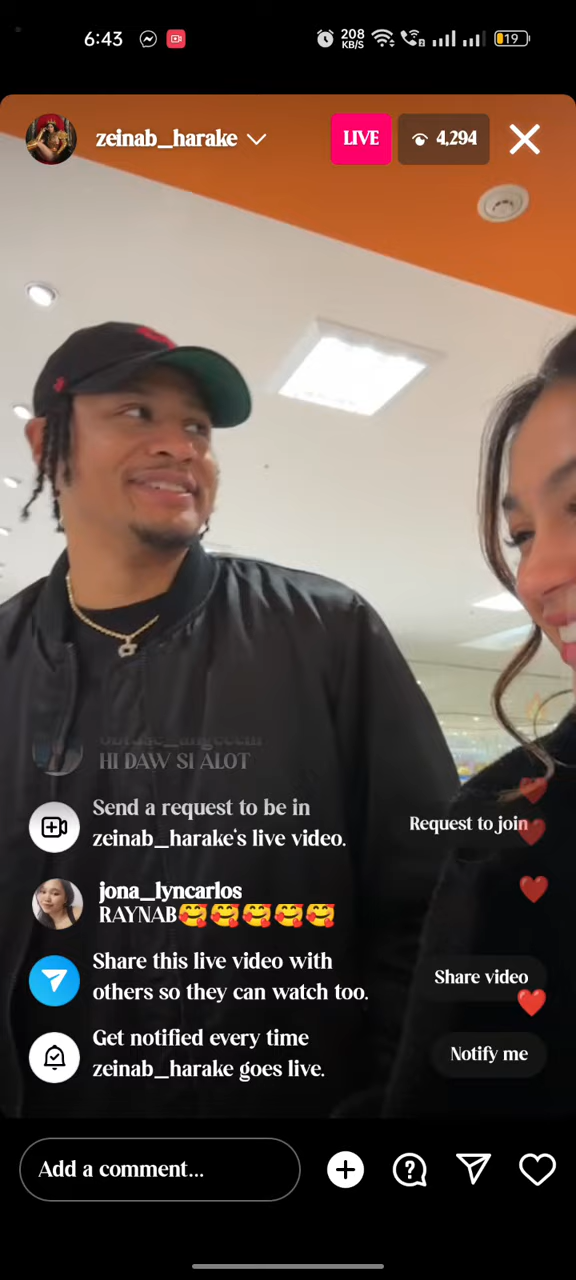 6:43
208
KB/S
19
zeinab_harake
LIVE
4,294
HI DAW SI ALOT
Send a request to be in
zeinab_harake's live video.
Request to join
jona_lyncarlos
RAYNAB🥰🥰🥰🥰🥰
Share this live video with
others so they can watch too.
Share video
Get notified every time
zeinab_harake goes live.
Notify me
Add a comment...